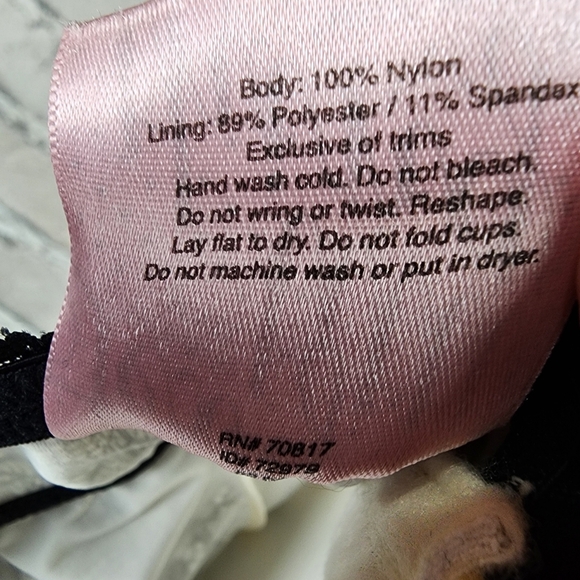 Body: 100% Nylon
Lining: 89% Polyester / 11% Spandex
Exclusive of trims
Hand wash cold. Do not bleach.
Do not wring or twist. Reshape.
Lay flat to dry. Do not fold cups.
Do not machine wash or put in dryer.
RN# 70817
ID# 72979